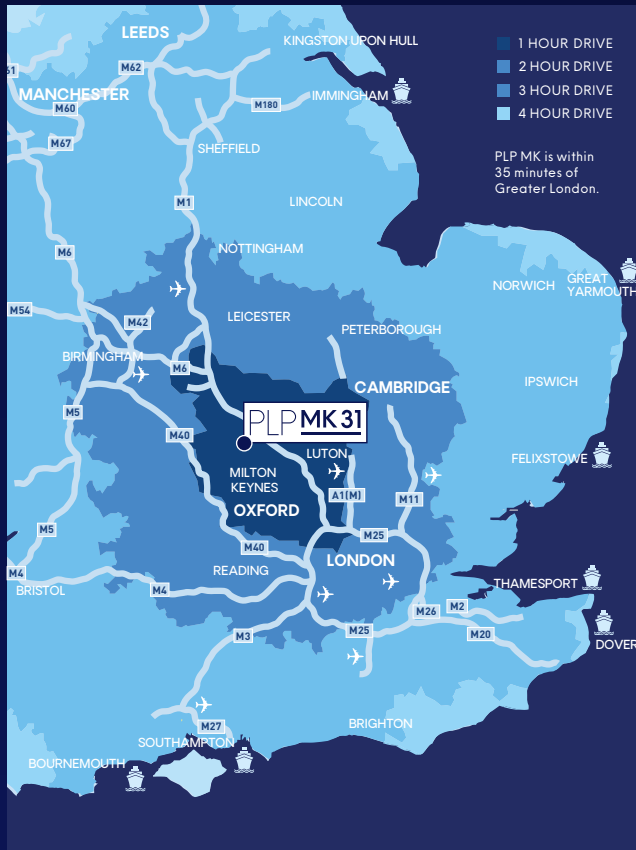 LEEDS
KINGSTON UPON HULL
1 HOUR DRIVE
2 HOUR DRIVE
3 HOUR DRIVE
4 HOUR DRIVE
M62
61
MANCHESTER
M60
IMMINGHAM
M180
M67
SHEFFIELD
PLP MK is within
35 minutes of
Greater London.
M1
LINCOLN
M6
NOTTINGHAM
NORWICH
GREAT
YARMOUTH
M54
M42
LEICESTER
PETERBOROUGH
BIRMINGHAM
M6
CAMBRIDGE
IPSWICH
M5
PLP MK 31
M40
LUTON
FELIXSTOWE
MILTON
KEYNES
A1(M)
M11
OXFORD
M5
M25
M40
LONDON
M4
READING
THAMESPORT
BRISTOL
M4
M26
M2
M3
M25
M20
DOVER
M27
BRIGHTON
SOUTHAMPTON
BOURNEMOUTH